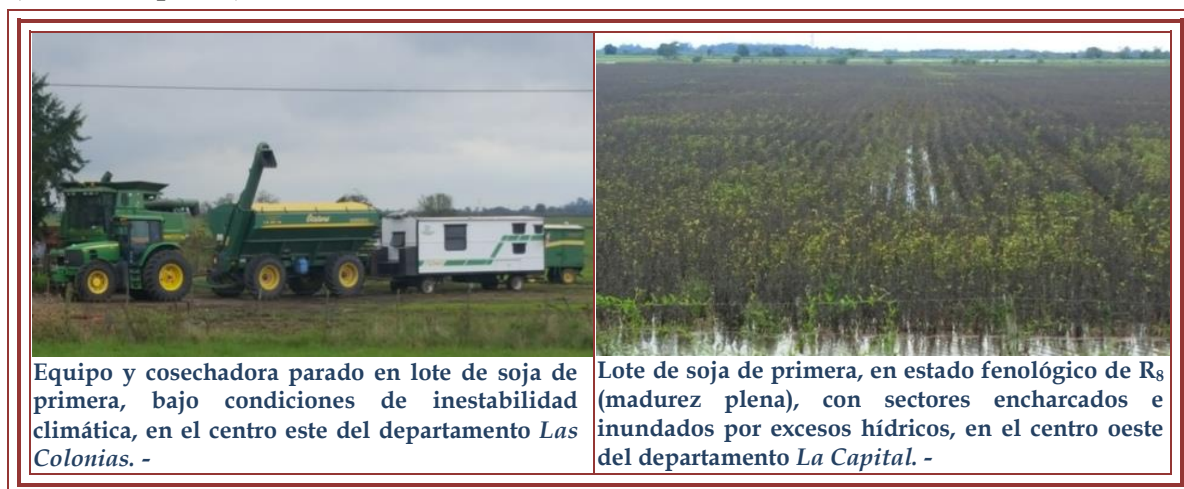 Equipo y cosechadora parado en lote de soja de
primera, bajo condiciones de inestabilidad
climática, en el centro este del departamento Las
Colonias. -
Lote de soja de primera, en estado fenológico de R₈
(madurez plena), con sectores encharcados e
inundados por excesos hídricos, en el centro oeste
del departamento La Capital. -